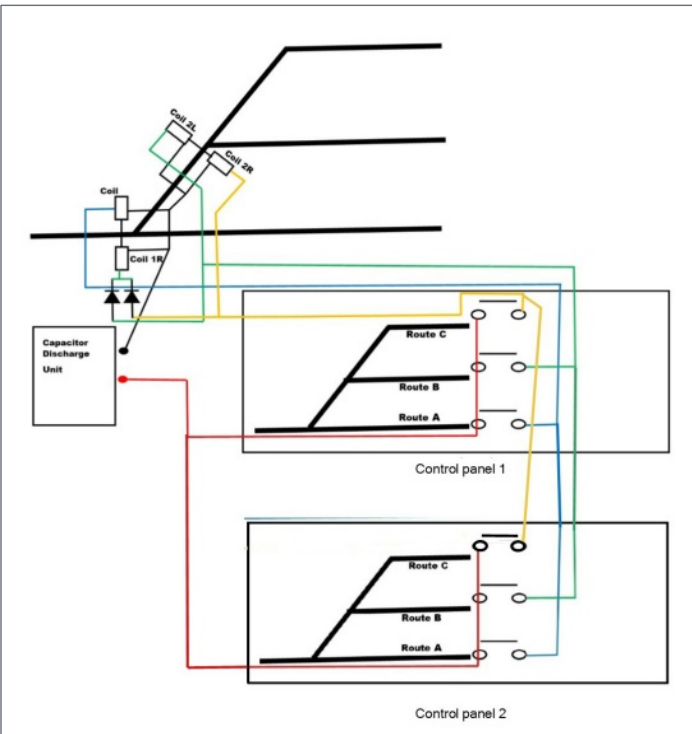 Coil 2L
Coil 2R
Coil
Coil 1R
Capacitor
Discharge
Unit
Route C
Route B
Route A
Control panel 1
Route C
Route B
Route A
Control panel 2